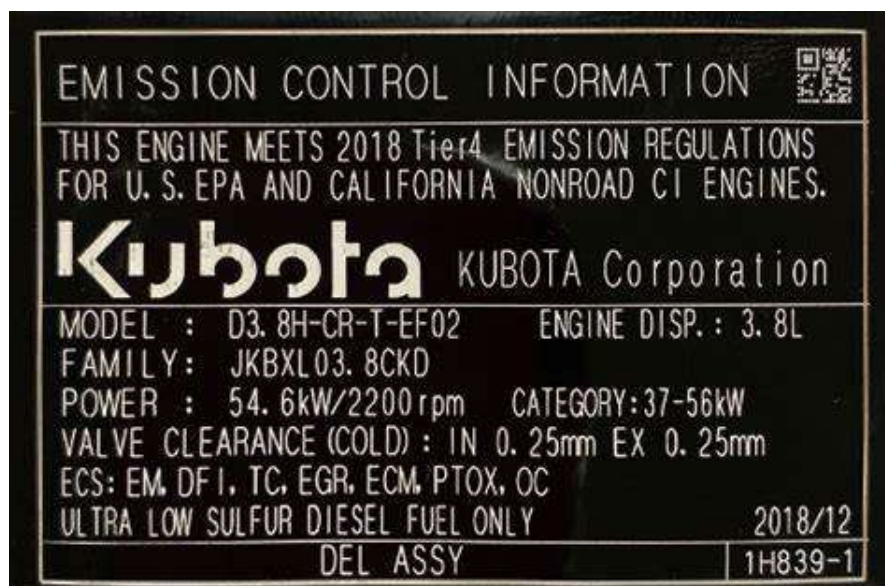 EMISSION CONTROL INFORMATION
THIS ENGINE MEETS 2018 Tier4 EMISSION REGULATIONS
FOR U.S.EPA AND CALIFORNIA NONROAD CI ENGINES.
Kubota KUBOTA Corporation
MODEL : D3.8H-CR-T-EF02 ENGINE DISP.: 3.8L
FAMILY: JKBXL03.8CKD
POWER : 54.6kW/2200rpm CATEGORY:37-56kW
VALVE CLEARANCE(COLD): IN 0.25mm EX 0.25mm
ECS: EM, DFI, TC, EGR, ECM, PTOX, OC
ULTRA LOW SULFUR DIESEL FUEL ONLY 2018/12
DEL ASSY 1H839-1